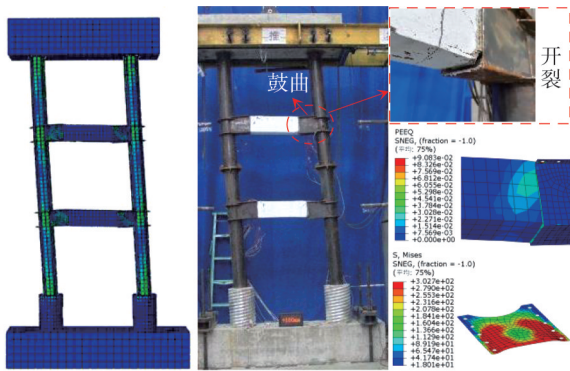 推
鼓曲
开裂
PEEQ
SNEG, (fraction = -1.0)
(平均: 75%)
+9.083e-02
+8.326e-02
+7.569e-02
+6.812e-02
+6.055e-02
+5.298e-02
+4.541e-02
+3.784e-02
+3.028e-02
+2.271e-02
+1.514e-02
+7.569e-03
+0.000e+00
S, Mises
SNEG, (fraction = -1.0)
(平均: 75%)
+3.027e+02
+2.790e+02
+2.553e+02
+2.316e+02
+2.078e+02
+1.841e+02
+1.604e+02
+1.366e+02
+1.129e+02
+8.919e+01
+6.547e+01
+4.174e+01
+1.801e+01